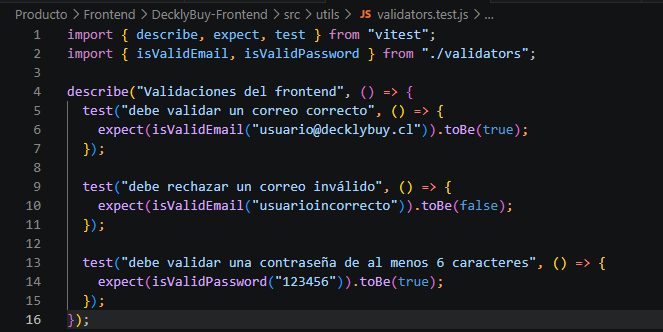 Producto > Frontend > DecklyBuy-Frontend > src > utils > JS validators.test.js > ...
1 import { describe, expect, test } from "vitest";
2 import { isValidEmail, isValidPassword } from "./validators";
3
4 describe("Validaciones del frontend", () => {
5   test("debe validar un correo correcto", () => {
6     expect(isValidEmail("usuario@decklybuy.cl")).toBe(true);
7   });
8
9   test("debe rechazar un correo inválido", () => {
10     expect(isValidEmail("usuarioincorrecto")).toBe(false);
11   });
12
13   test("debe validar una contraseña de al menos 6 caracteres", () => {
14     expect(isValidPassword("123456")).toBe(true);
15   });
16 });